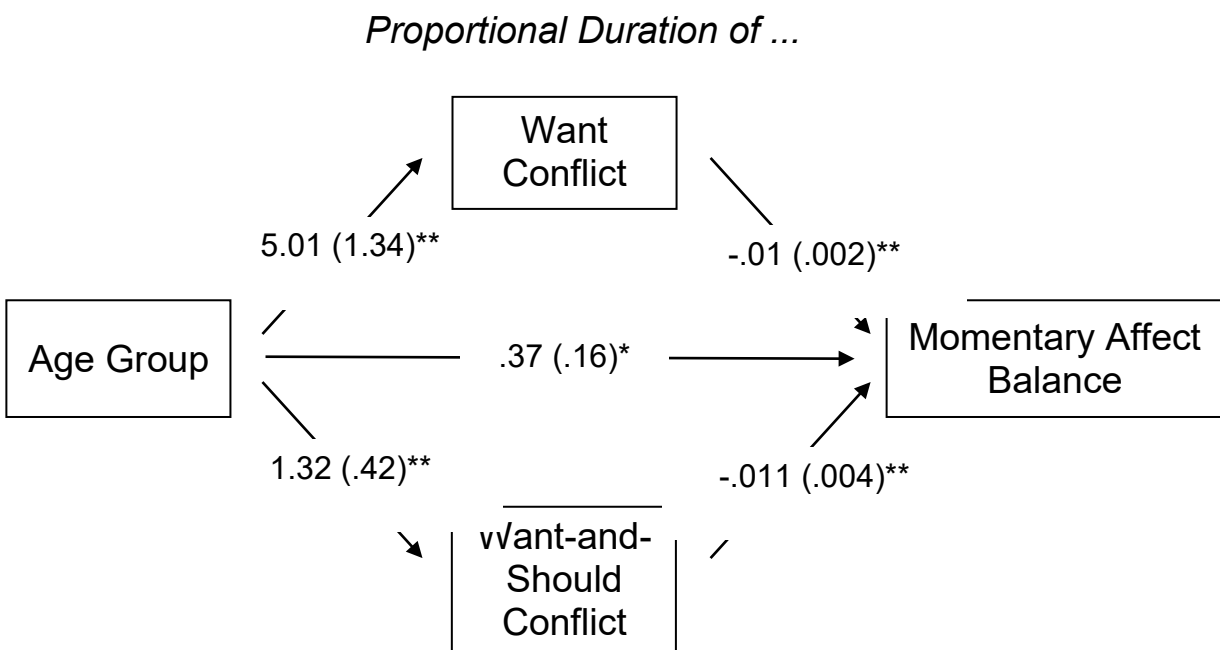 Proportional Duration of ...
Want
Conflict
5.01 (1.34)**
-.01 (.002)**
Age Group
.37 (.16)*
Momentary Affect
Balance
1.32 (.42)**
-.011 (.004)**
Want-and-
Should
Conflict